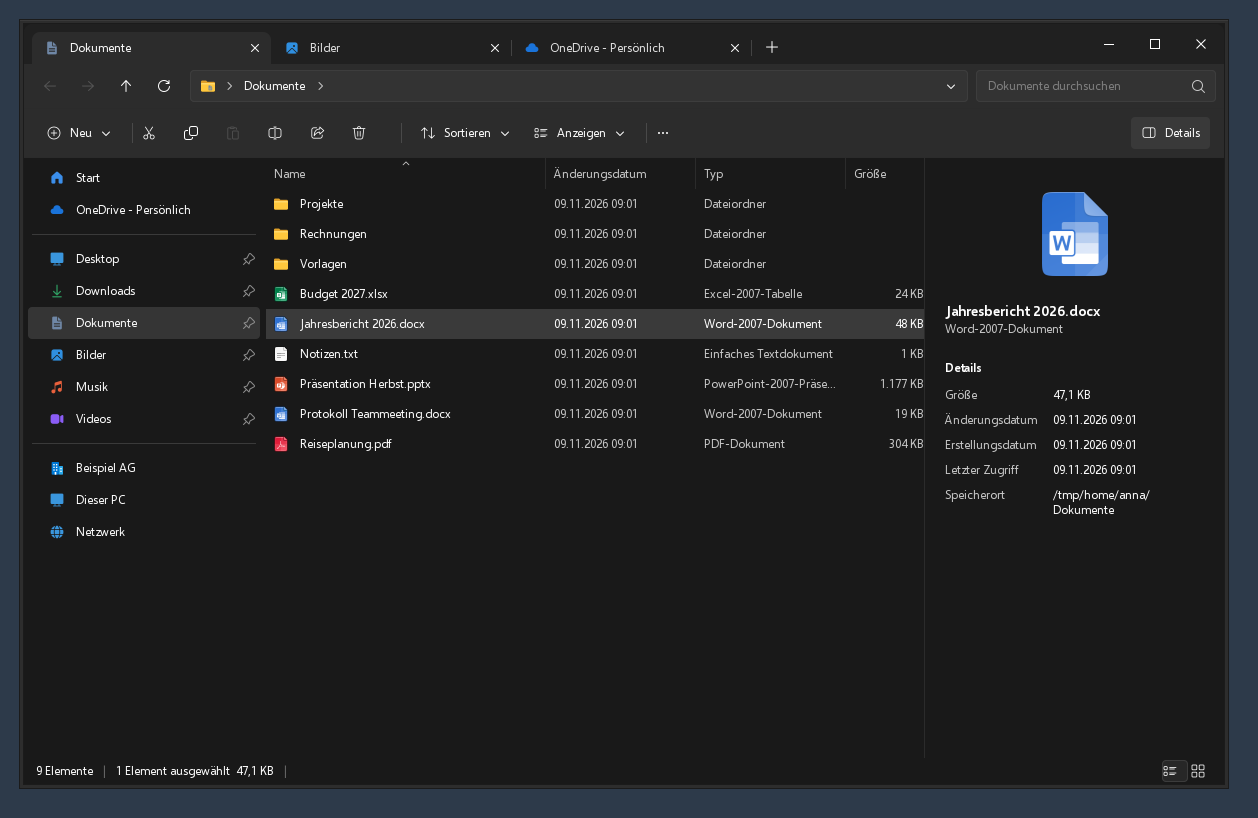 Dokumente
Bilder
OneDrive - Persönlich
Dokumente
Dokumente durchsuchen
Neu
Sortieren
Anzeigen
Details
Start
OneDrive - Persönlich
Desktop
Downloads
Dokumente
Bilder
Musik
Videos
Beispiel AG
Dieser PC
Netzwerk
Name Änderungsdatum Typ Größe
Projekte 09.11.2026 09:01 Dateiordner
Rechnungen 09.11.2026 09:01 Dateiordner
Vorlagen 09.11.2026 09:01 Dateiordner
Budget 2027.xlsx 09.11.2026 09:01 Excel-2007-Tabelle 24 KB
Jahresbericht 2026.docx 09.11.2026 09:01 Word-2007-Dokument 48 KB
Notizen.txt 09.11.2026 09:01 Einfaches Textdokument 1 KB
Präsentation Herbst.pptx 09.11.2026 09:01 PowerPoint-2007-Präse... 1.177 KB
Protokoll Teammeeting.docx 09.11.2026 09:01 Word-2007-Dokument 19 KB
Reiseplanung.pdf 09.11.2026 09:01 PDF-Dokument 304 KB
W
Jahresbericht 2026.docx
Word-2007-Dokument
Details
Größe 47,1 KB
Änderungsdatum 09.11.2026 09:01
Erstellungsdatum 09.11.2026 09:01
Letzter Zugriff 09.11.2026 09:01
Speicherort /tmp/home/anna/
Dokumente
9 Elemente | 1 Element ausgewählt 47,1 KB |